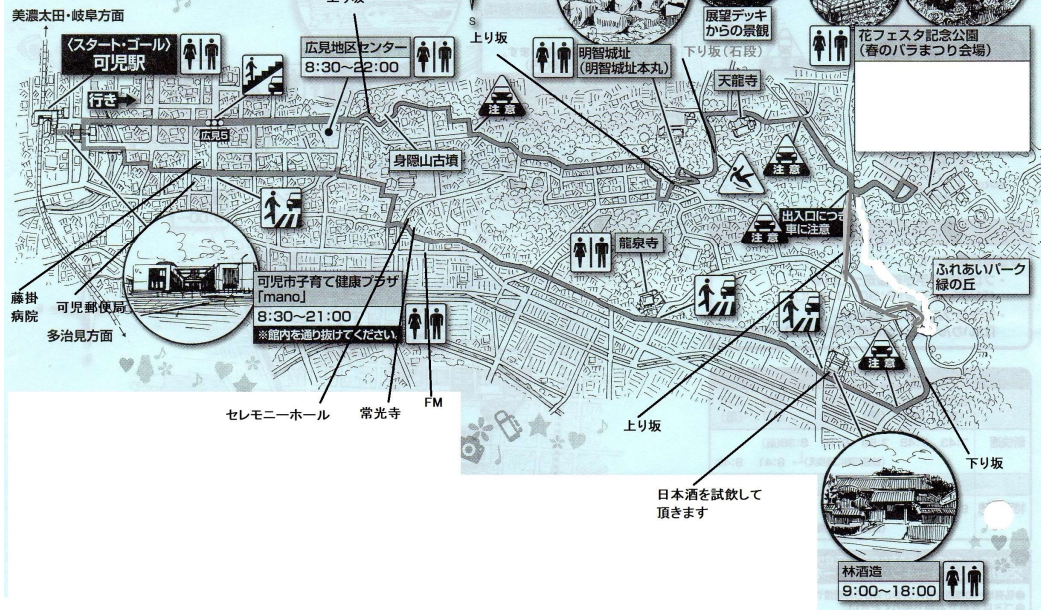 美濃太田・岐阜方面
〈スタート・ゴール〉
可児駅
行き
広見5
広見地区センター
8:30〜22:00
身隠山古墳
注意
S
上り坂
明智城址
(明智城址本丸)
展望デッキ
からの景観
下り坂(石段)
天龍寺
注意
花フェスタ記念公園
(春のバラまつり会場)
注意
出入口につき
車に注意
ふれあいパーク
緑の丘
龍泉寺
注意
藤掛
病院
可児郵便局
多治見方面
可児市子育て健康プラザ
「mano」
8:30〜21:00
※館内を通り抜けてください。
セレモニーホール
常光寺
FM
上り坂
日本酒を試飲して
頂きます
下り坂
林酒造
9:00〜18:00